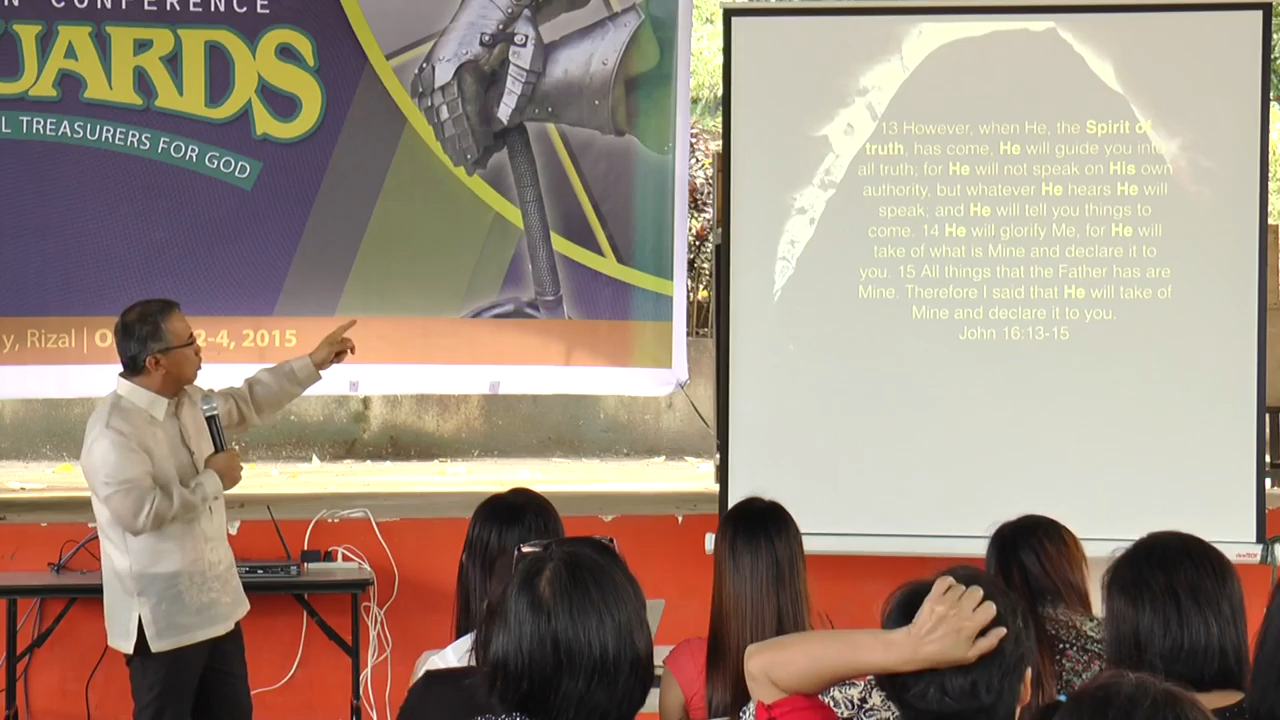 N CONFERENCE
UARDS
L TREASURERS FOR GOD
y, Rizal | O 2-4, 2015
13 However, when He, the Spirit of
truth, has come, He will guide you into
all truth; for He will not speak on His own
authority, but whatever He hears He will
speak; and He will tell you things to
come. 14 He will glorify Me, for He will
take of what is Mine and declare it to
you. 15 All things that the Father has are
Mine. Therefore I said that He will take of
Mine and declare it to you.
John 16:13-15